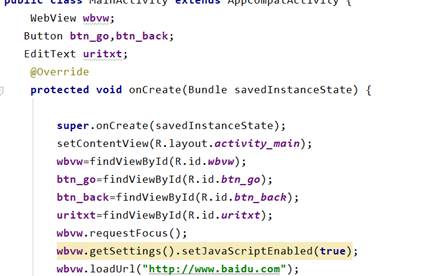 public class MainActivity extends AppCompatActivity {
WebView wbvw;
Button btn_go,btn_back;
EditText uritxt;
@Override
protected void onCreate(Bundle savedInstanceState) {
super.onCreate(savedInstanceState);
setContentView(R.layout.activity_main);
wbvw=findViewById(R.id.wbvw);
btn_go=findViewById(R.id.btn_go);
btn_back=findViewById(R.id.btn_back);
uritxt=findViewById(R.id.uritxt);
wbvw.requestFocus();
wbvw.getSettings().setJavaScriptEnabled(true);
wbvw.loadUrl("http://www.baidu.com");